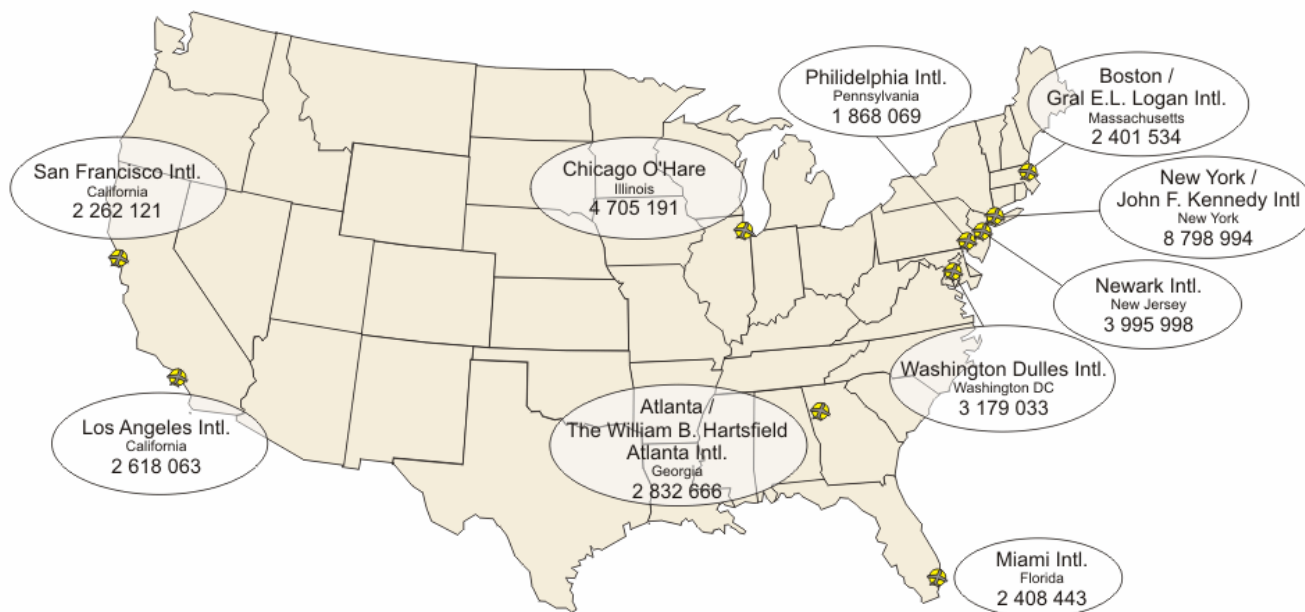 Philidelphia Intl.
Pennsylvania
1 868 069
Boston /
Gral E.L. Logan Intl.
Massachusetts
2 401 534
San Francisco Intl.
California
2 262 121
Chicago O'Hare
Illinois
4 705 191
New York /
John F. Kennedy Intl
New York
8 798 994
Newark Intl.
New Jersey
3 995 998
Washington Dulles Intl.
Washington DC
3 179 033
Los Angeles Intl.
California
2 618 063
Atlanta /
The William B. Hartsfield
Atlanta Intl.
Georgia
2 832 666
Miami Intl.
Florida
2 408 443